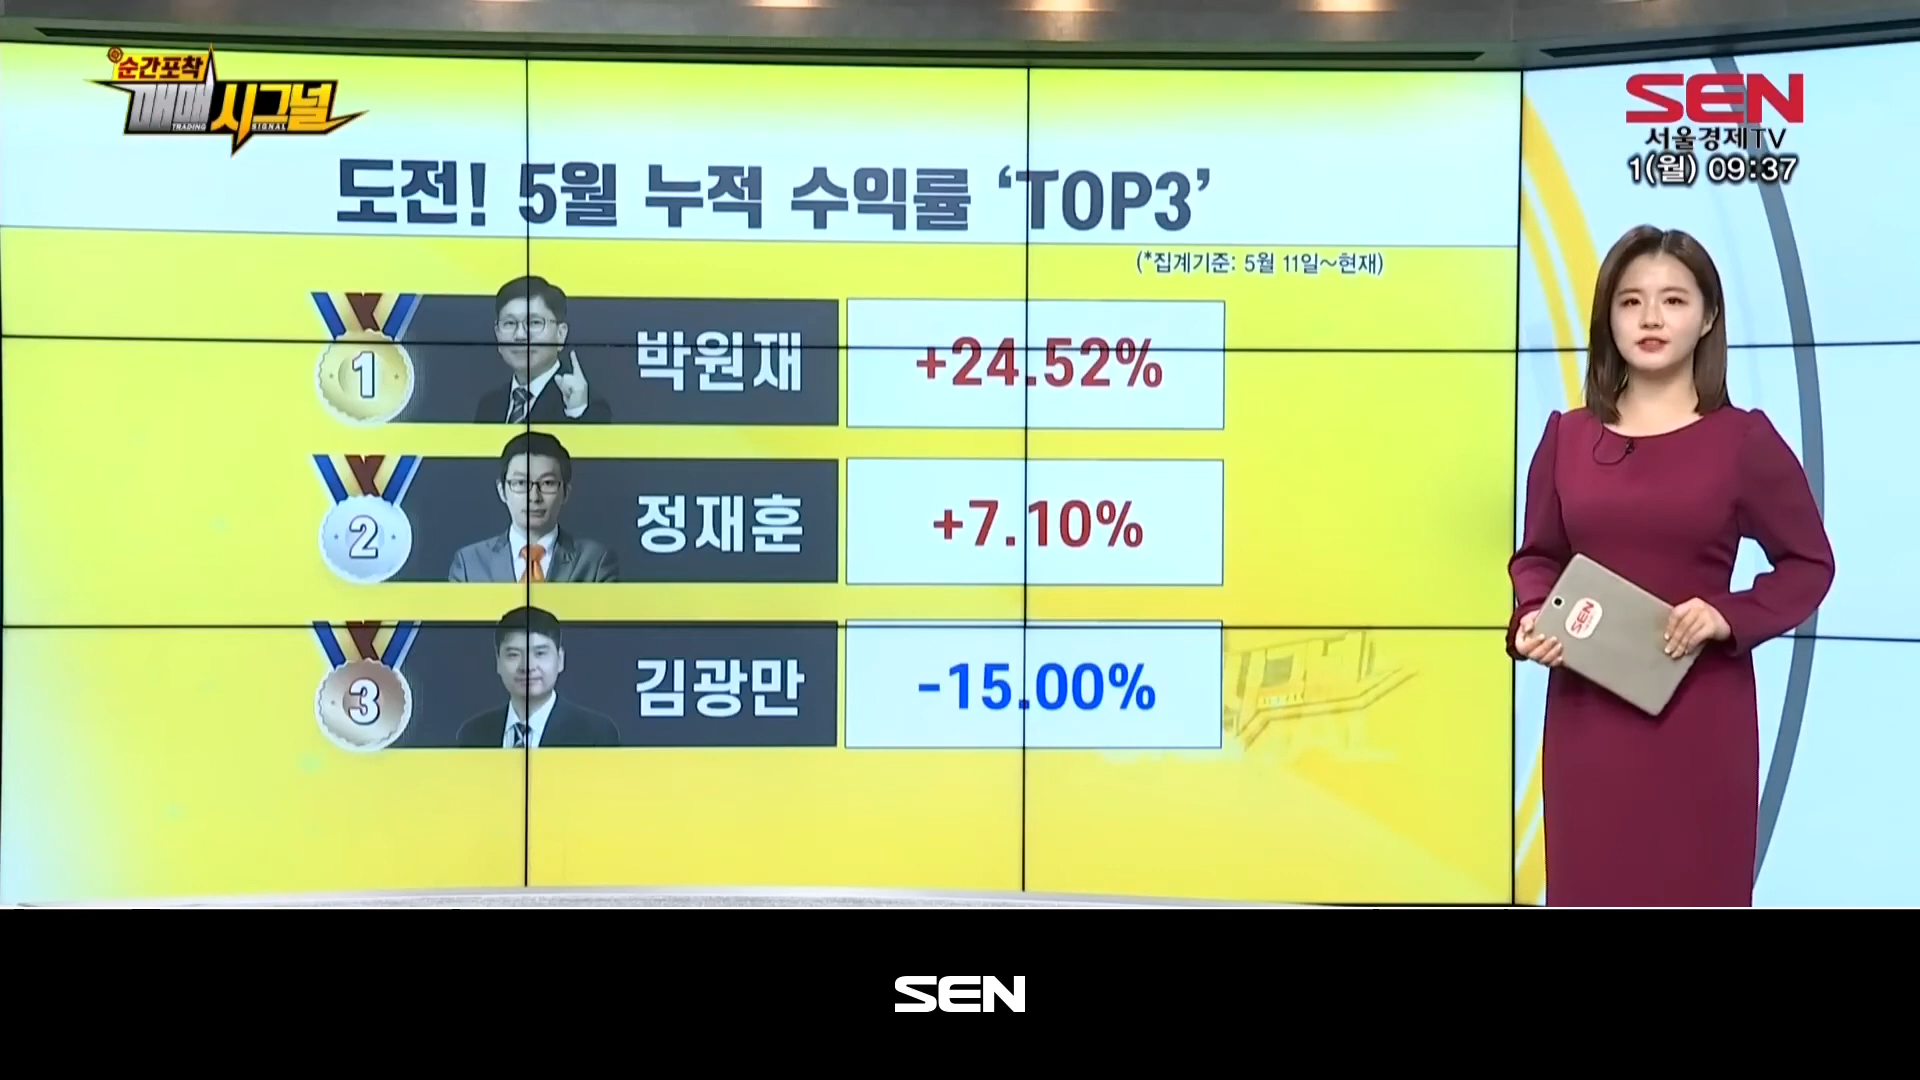 순간포착
매매시그널
TRADING SIGNAL
SEN
서울경제TV
1(월) 09:37
도전! 5월 누적 수익률 ‘TOP3’
(*집계기준: 5월 11일~현재)
1 박원재 +24.52%
2 정재훈 +7.10%
3 김광만 -15.00%
SEN
SEN